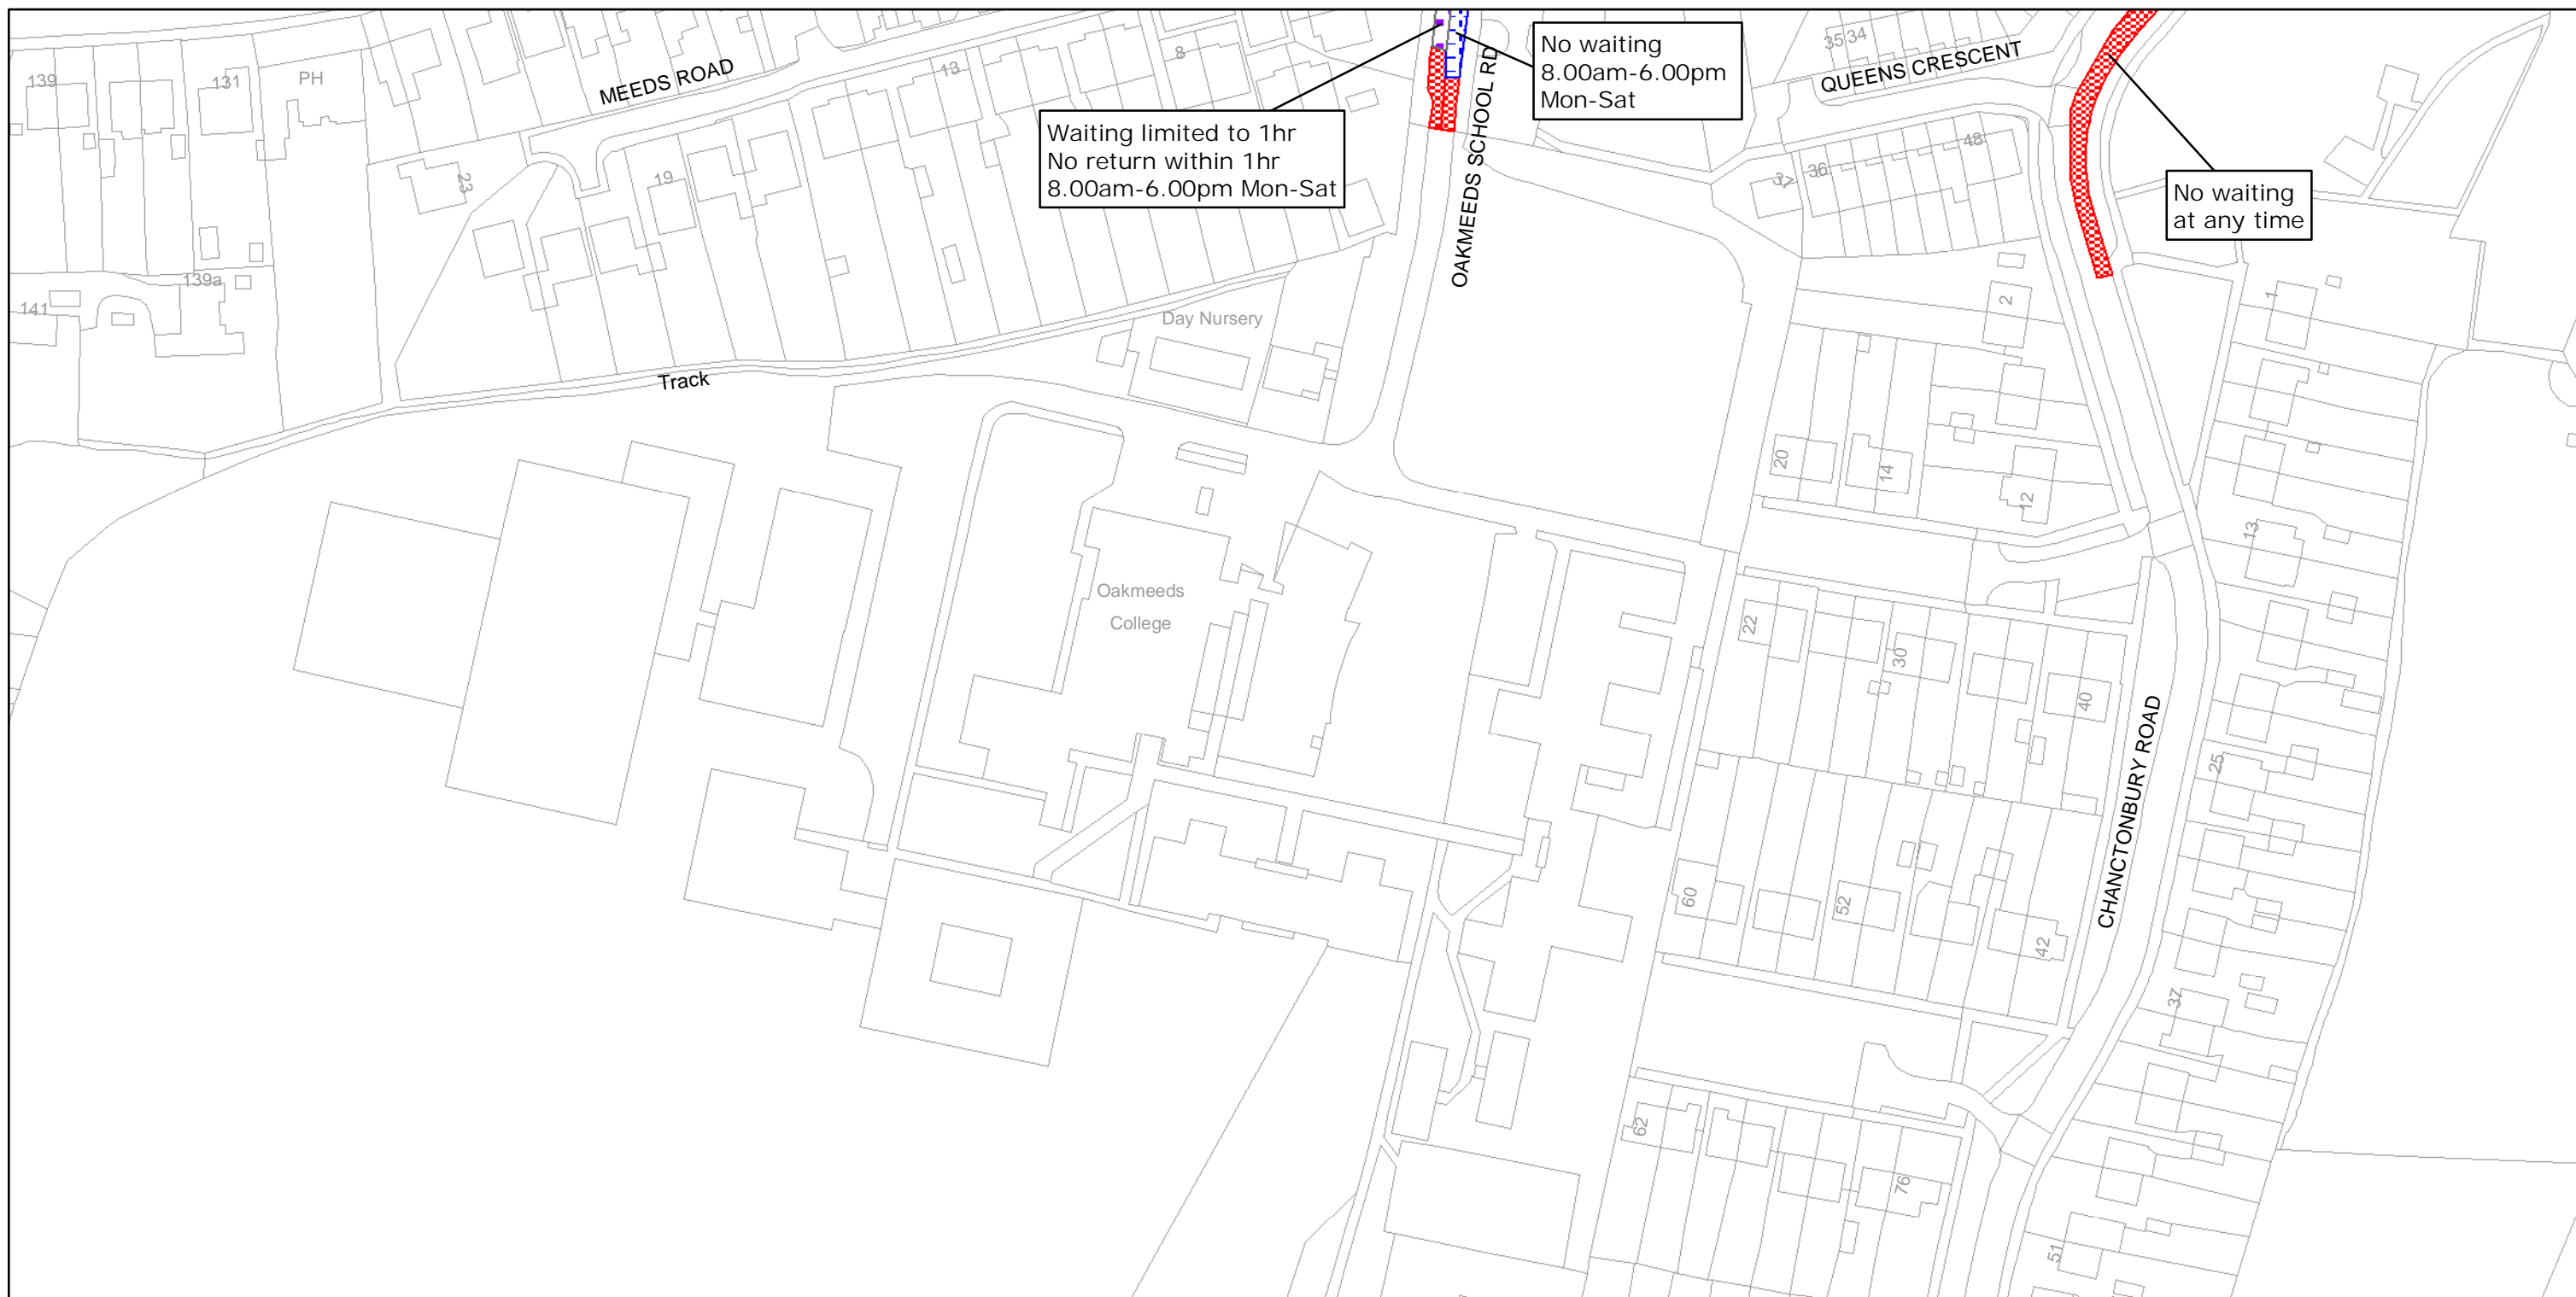 139
131
PH
MEEDS ROAD
13
8
No waiting
8.00am-6.00pm
Mon-Sat
35 34
QUEENS CRESCENT
Waiting limited to 1hr
No return within 1hr
8.00am-6.00pm Mon-Sat
OAKMEEDS SCHOOL RD
23
19
37
36
48
No waiting
at any time
141
139a
Day Nursery
2
1
Track
20
14
12
13
Oakmeeds
College
22
30
40
CHANCTONBURY ROAD
25
60
52
42
37
62
76
51